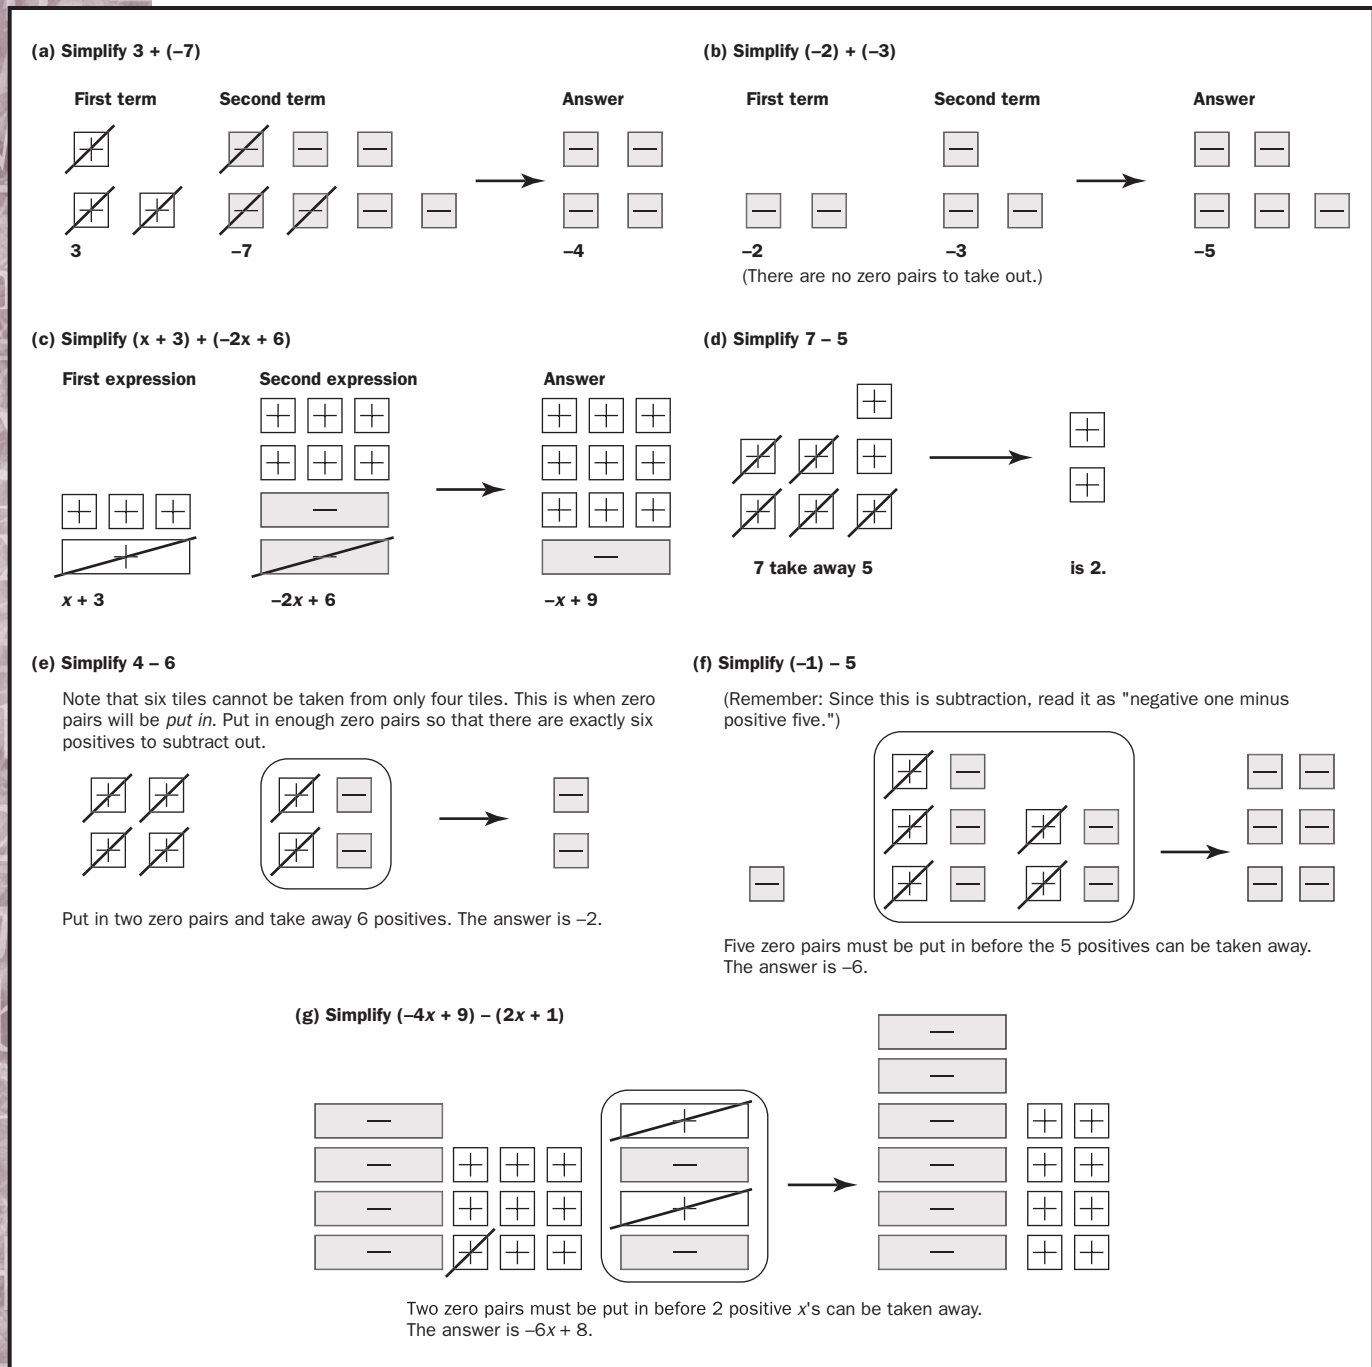 (a) Simplify 3 + (–7)
First term Second term Answer
3 –7 –4
(b) Simplify (–2) + (–3)
First term Second term Answer
–2 –3 –5
(There are no zero pairs to take out.)
(c) Simplify (x + 3) + (–2x + 6)
First expression Second expression Answer
x + 3 –2x + 6 –x + 9
(d) Simplify 7 – 5
7 take away 5 is 2.
(e) Simplify 4 – 6
Note that six tiles cannot be taken from only four tiles. This is when zero
pairs will be put in. Put in enough zero pairs so that there are exactly six
positives to subtract out.
Put in two zero pairs and take away 6 positives. The answer is –2.
(f) Simplify (–1) – 5
(Remember: Since this is subtraction, read it as "negative one minus
positive five.")
Five zero pairs must be put in before the 5 positives can be taken away.
The answer is –6.
(g) Simplify (–4x + 9) – (2x + 1)
Two zero pairs must be put in before 2 positive x's can be taken away.
The answer is –6x + 8.